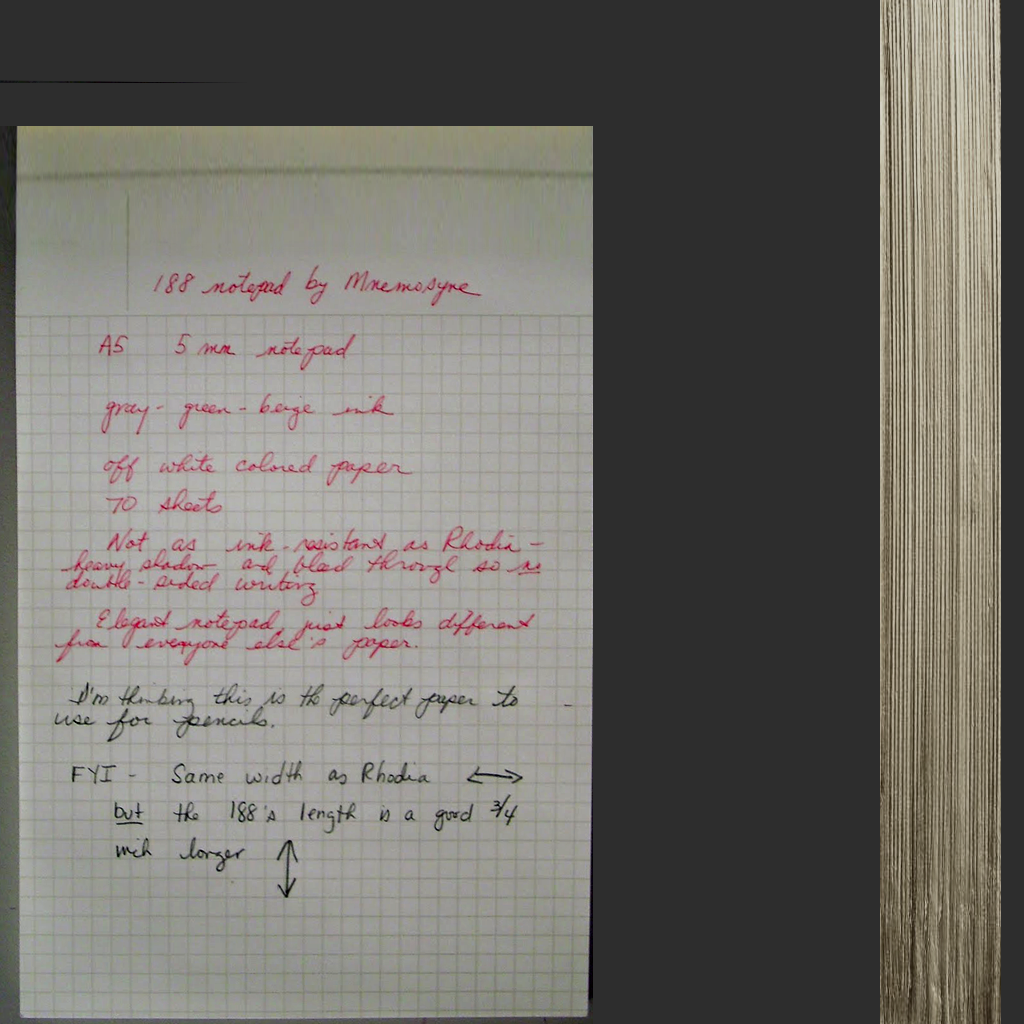 188 notepad by Mnemosyne
A5 5 mm notepad
gray-green-beige ink
off white colored paper
70 sheets
Not as ink-resistant as Rhodia -
heavy shadow and bleed through so no
double-sided writing
Elegant notepad, just looks different
from everyone else's paper.
I'm thinking this is the perfect paper to
use for pencils.
FYI - Same width as Rhodia ↔
but the 188's length is a good 3/4
inch longer ↕